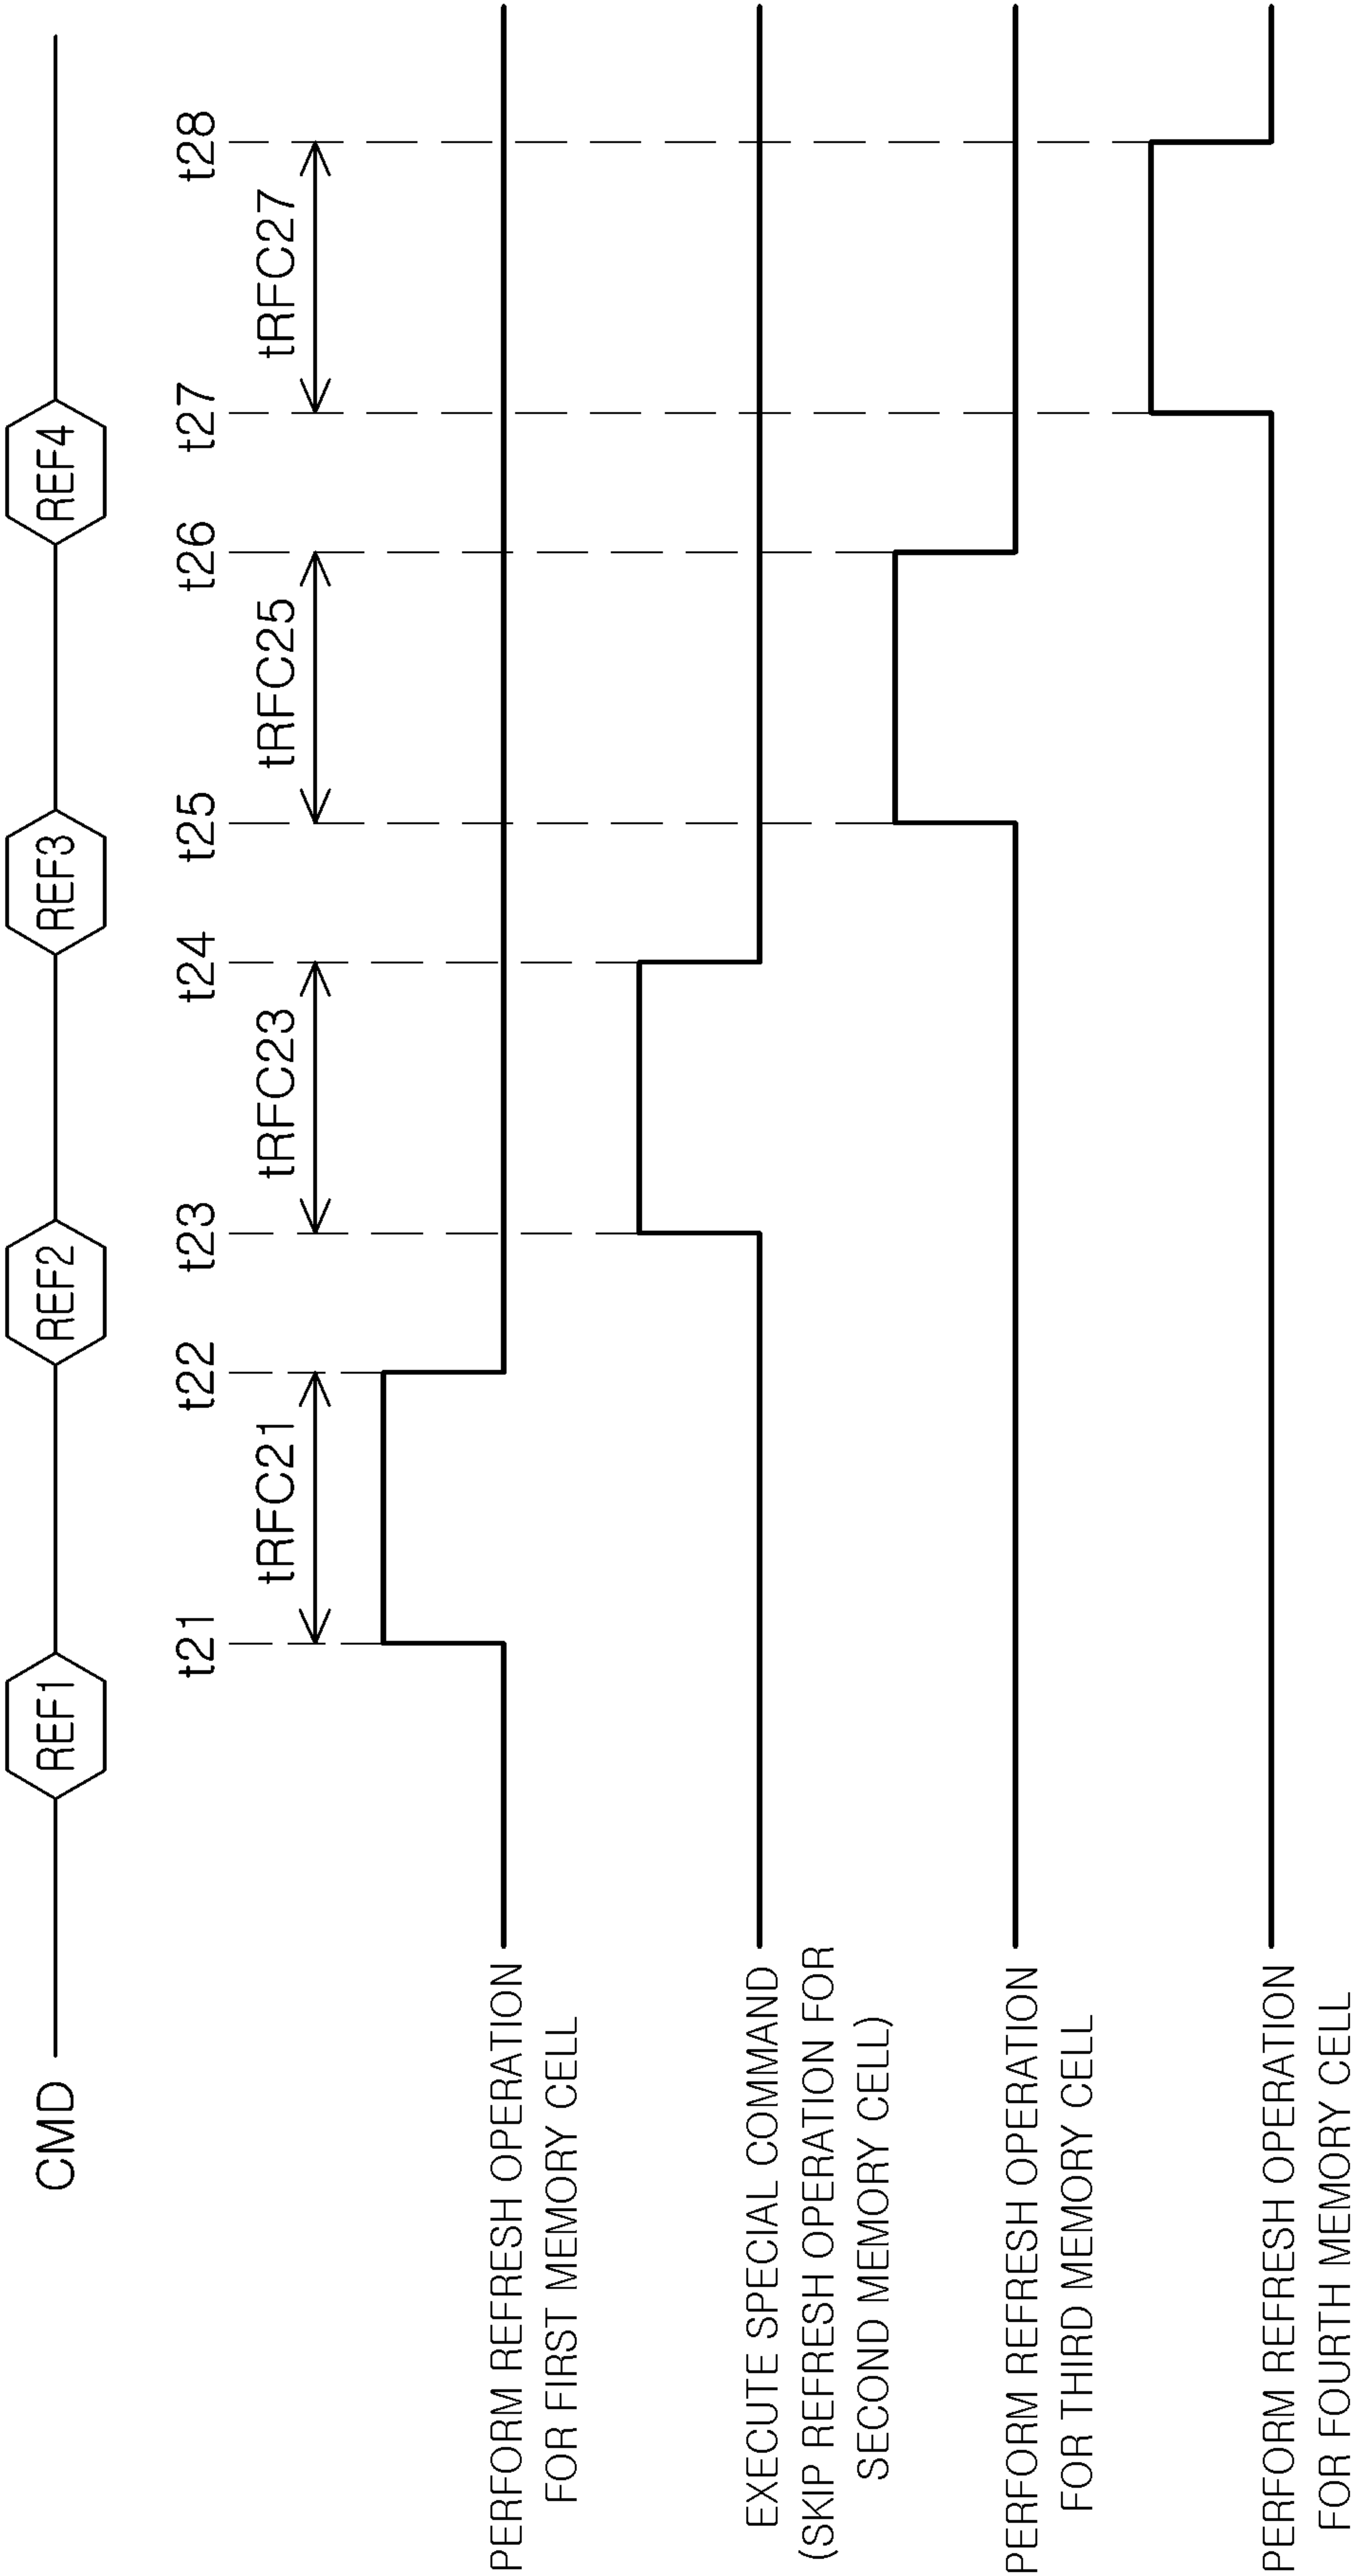 CMD
REF1
REF2
REF3
REF4
t21
t22
t23
t24
t25
t26
t27
t28
tRFC21
tRFC23
tRFC25
tRFC27
PERFORM REFRESH OPERATION
FOR FIRST MEMORY CELL
EXECUTE SPECIAL COMMAND
(SKIP REFRESH OPERATION FOR
SECOND MEMORY CELL)
PERFORM REFRESH OPERATION
FOR THIRD MEMORY CELL
PERFORM REFRESH OPERATION
FOR FOURTH MEMORY CELL